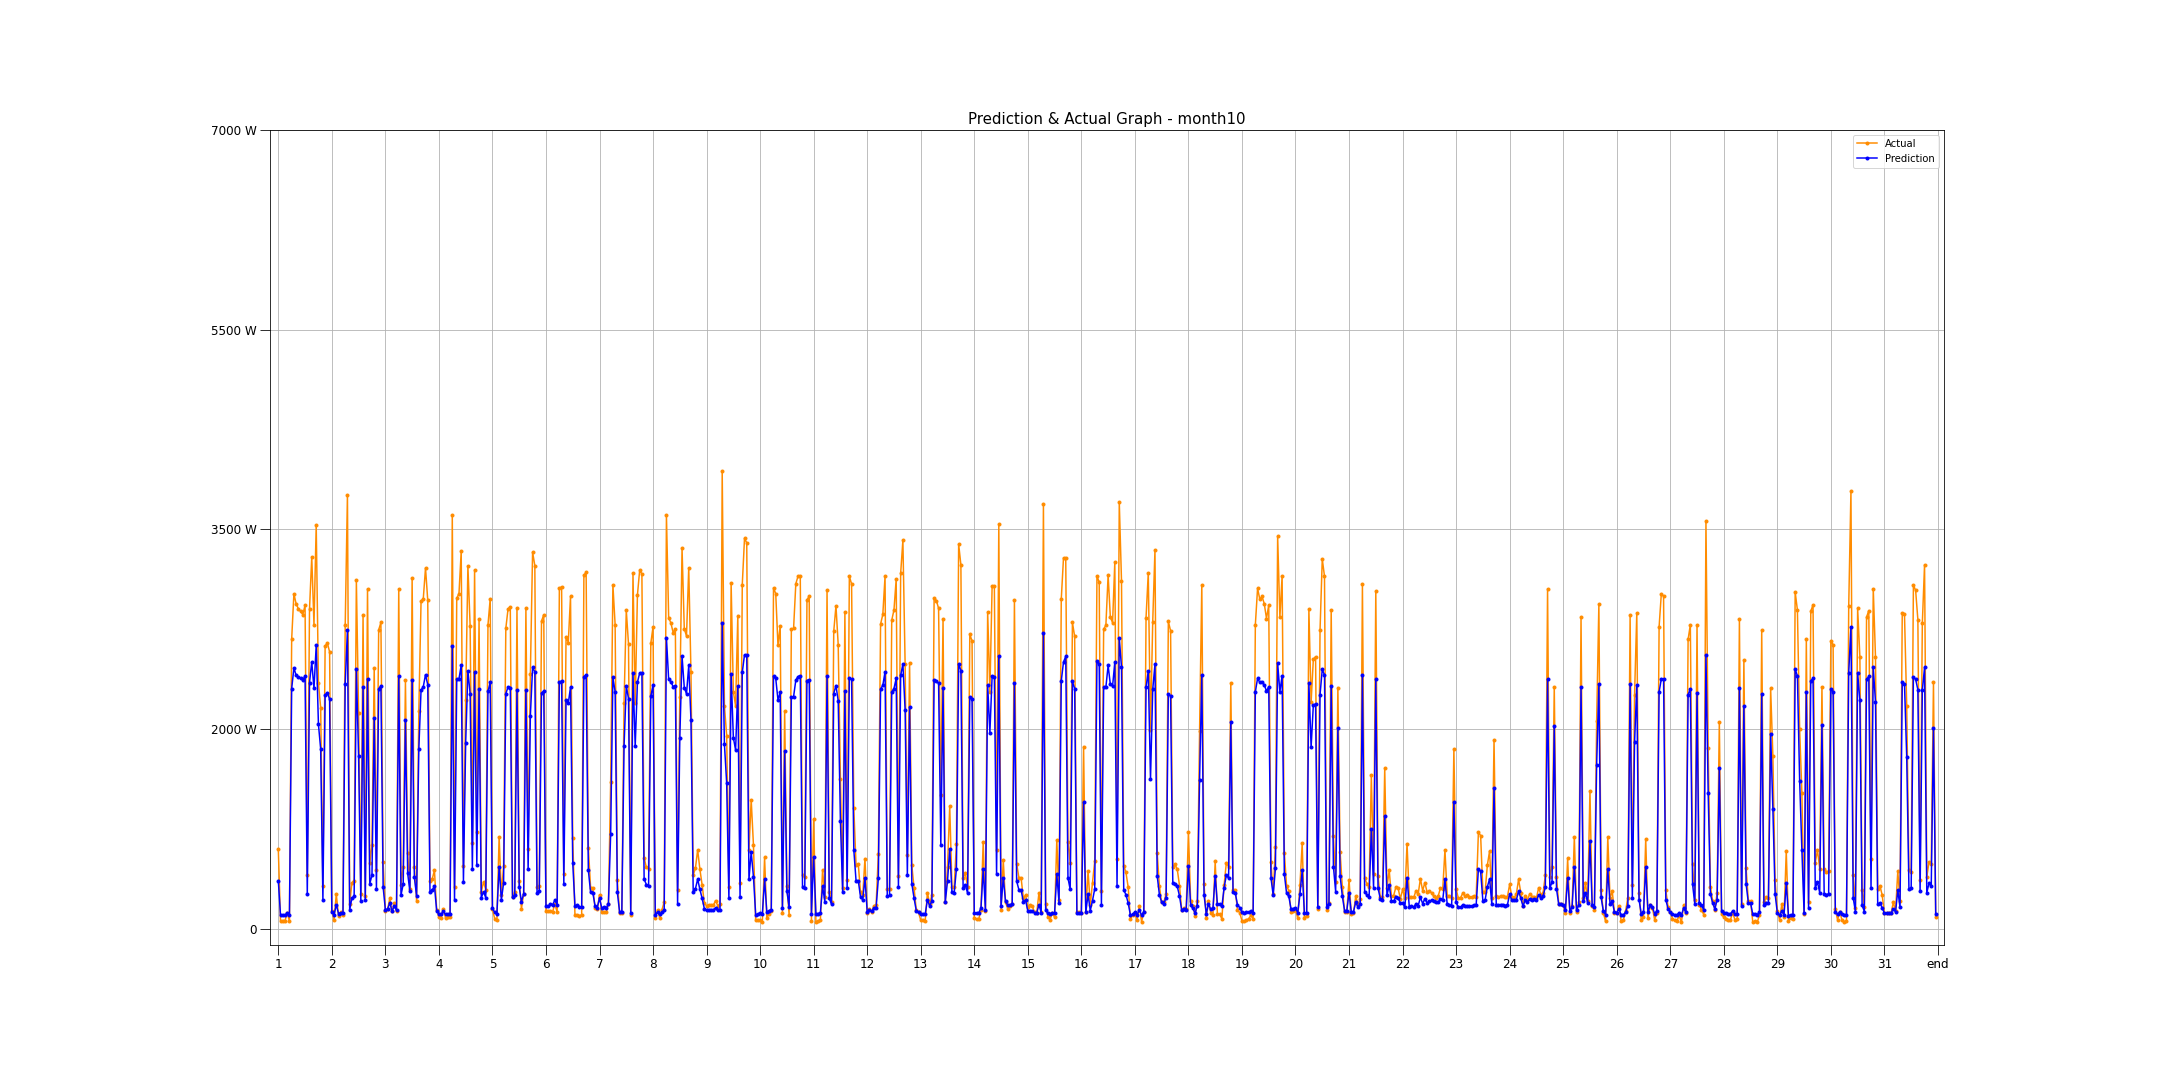 Prediction & Actual Graph - month10
7000 W
Actual
Prediction
5500 W
3500 W
2000 W
0
1 2 3 4 5 6 7 8 9 10 11 12 13 14 15 16 17 18 19 20 21 22 23 24 25 26 27 28 29 30 31 end